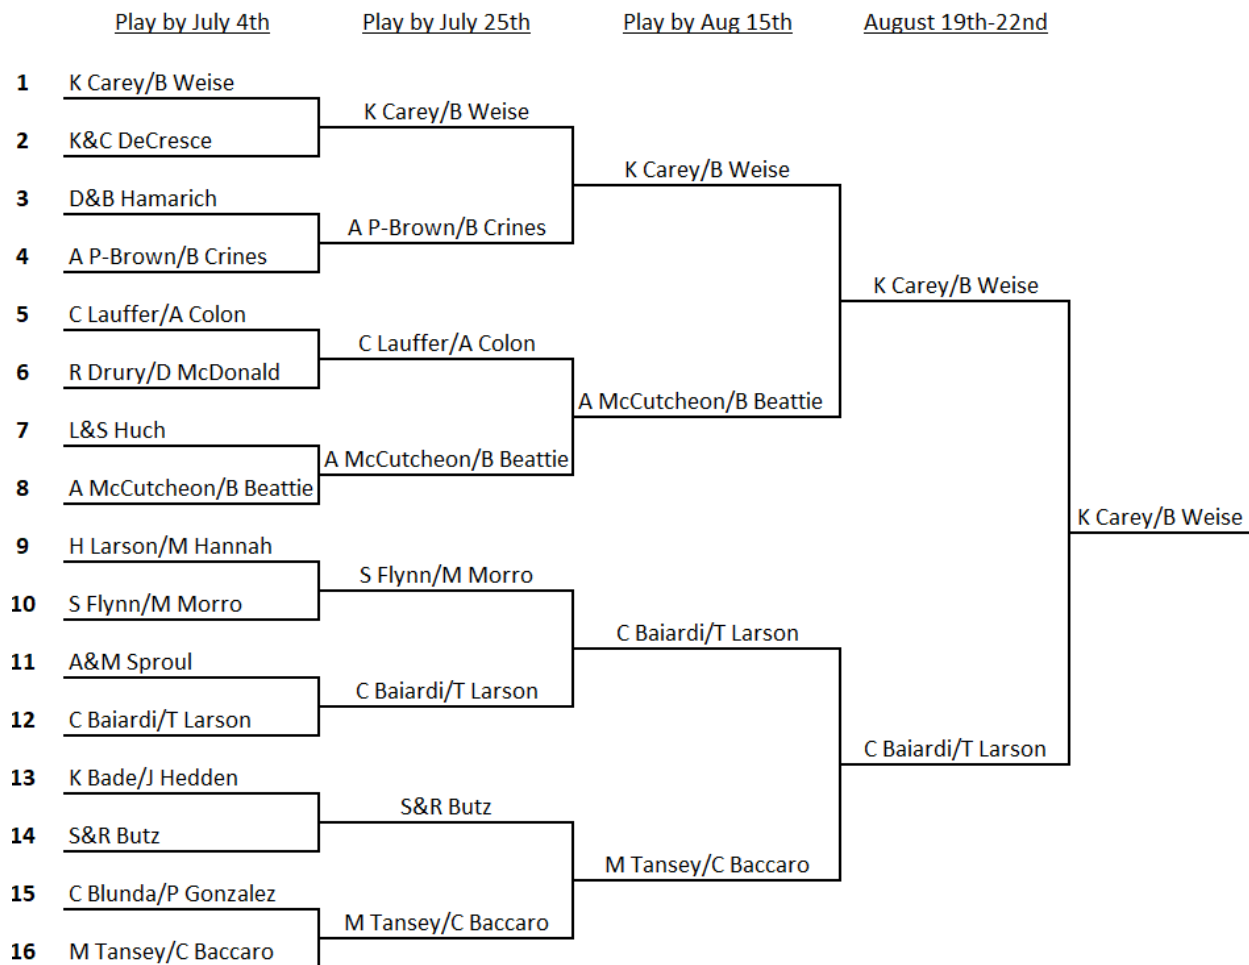 Play by July 4th Play by July 25th Play by Aug 15th August 19th-22nd
1 K Carey/B Weise
K Carey/B Weise
2 K&C DeCresce
K Carey/B Weise
3 D&B Hamarich
A P-Brown/B Crines
4 A P-Brown/B Crines
K Carey/B Weise
5 C Lauffer/A Colon
C Lauffer/A Colon
6 R Drury/D McDonald
A McCutcheon/B Beattie
7 L&S Huch
A McCutcheon/B Beattie
8 A McCutcheon/B Beattie
K Carey/B Weise
9 H Larson/M Hannah
S Flynn/M Morro
10 S Flynn/M Morro
C Baiardi/T Larson
11 A&M Sproul
C Baiardi/T Larson
12 C Baiardi/T Larson
C Baiardi/T Larson
13 K Bade/J Hedden
S&R Butz
14 S&R Butz
M Tansey/C Baccaro
15 C Blunda/P Gonzalez
M Tansey/C Baccaro
16 M Tansey/C Baccaro